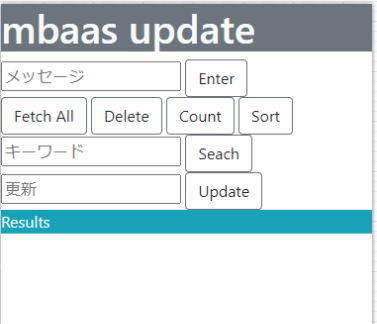 mbaas update
メッセージ Enter
Fetch All Delete Count Sort
キーワード Seach
更新 Update
Results